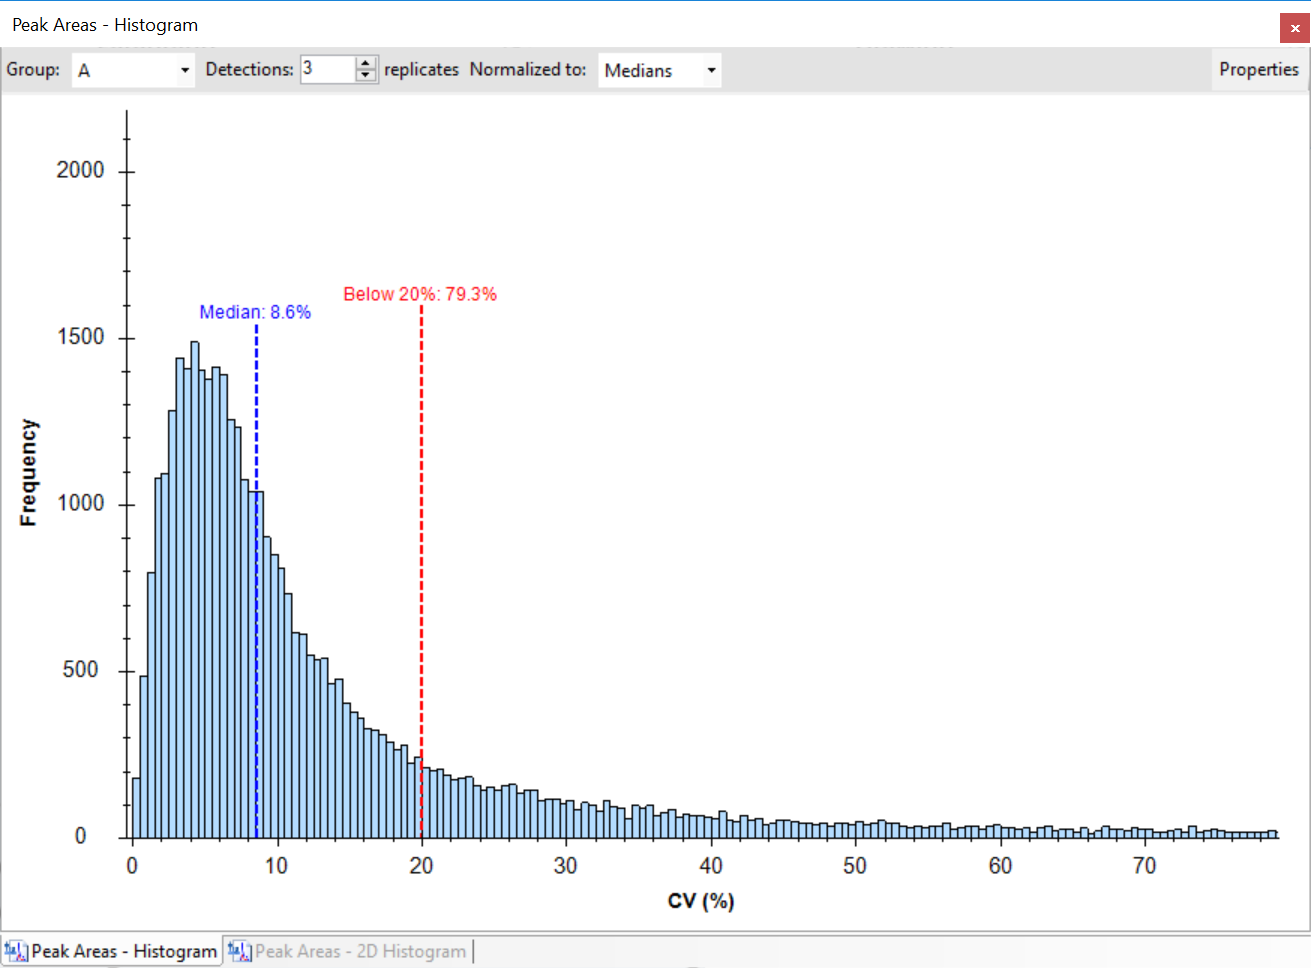 Peak Areas - Histogram
x
Group: A Detections: 3 replicates Normalized to: Medians Properties
2000
Below 20%: 79.3%
Median: 8.6%
1500
1000
Frequency
500
0
0 10 20 30 40 50 60 70
CV (%)
Peak Areas - Histogram Peak Areas - 2D Histogram